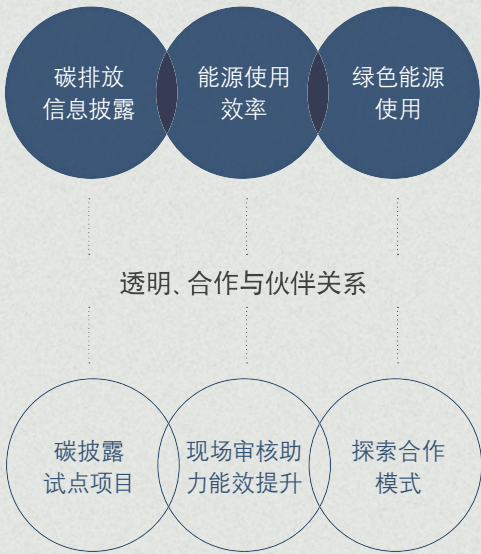 碳排放
信息披露
能源使用
效率
绿色能源
使用
透明、合作与伙伴关系
碳披露
试点项目
现场审核助
力能效提升
探索合作
模式